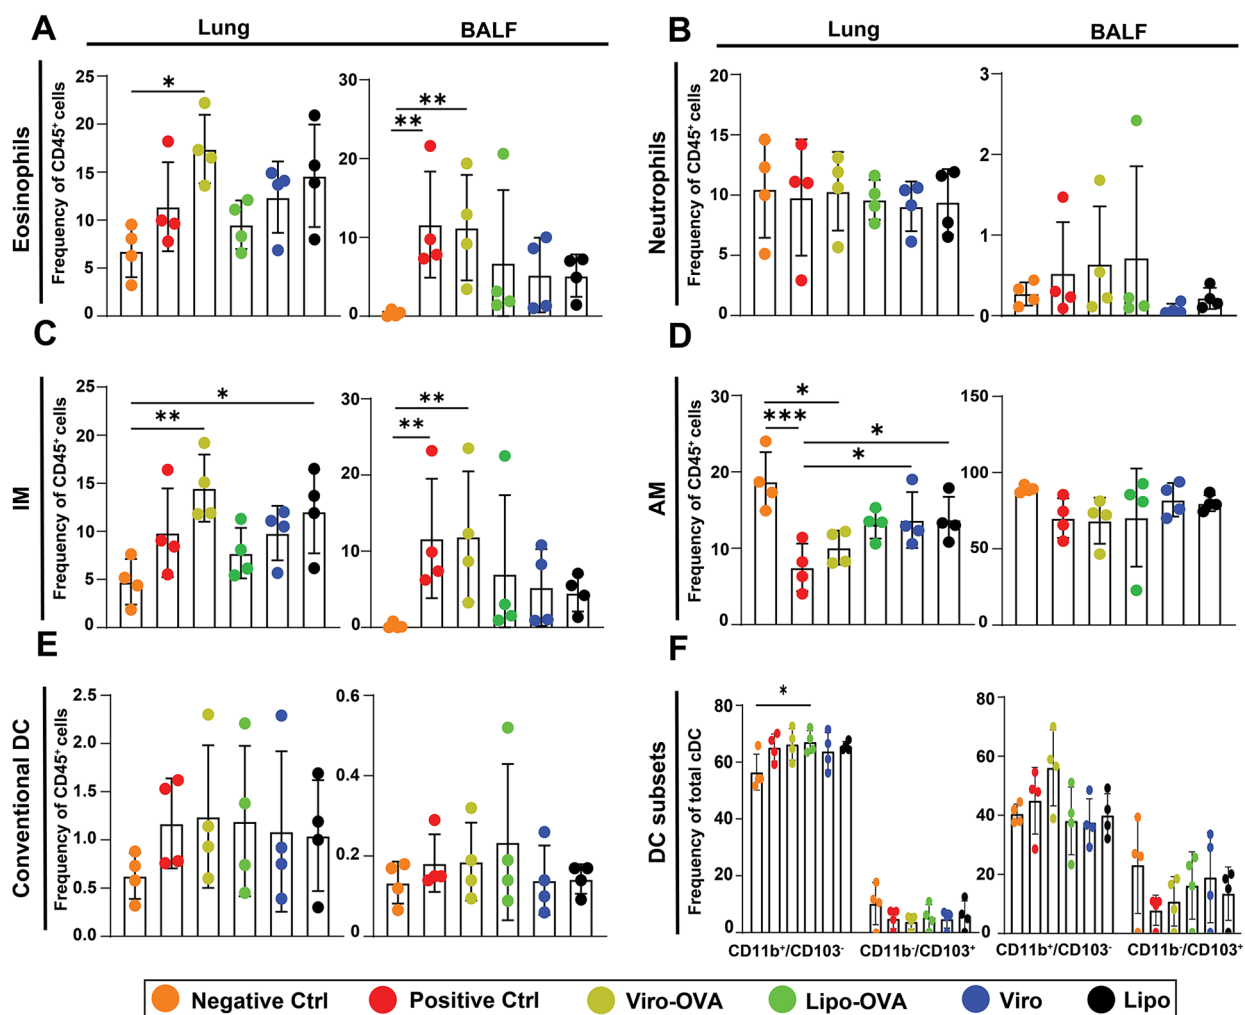 A
Lung
BALF
Eosinophils
Frequency of CD45⁺ cells
25
20
15
10
5
0
*
30
20
10
0
**
**
B
Lung
BALF
Neutrophils
Frequency of CD45⁺ cells
20
15
10
5
0
3
2
1
0
C
IM
Frequency of CD45⁺ cells
25
20
15
10
5
0
*
**
30
20
10
0
**
**
D
AM
Frequency of CD45⁺ cells
30
20
10
0
*
***
*
*
150
100
50
0
E
Conventional DC
Frequency of CD45⁺ cells
2.5
2.0
1.5
1.0
0.5
0.0
0.6
0.4
0.2
0.0
F
DC subsets
Frequency of total cDC
80
60
40
20
0
*
CD11b⁺/CD103⁻
CD11b⁻/CD103⁺
80
60
40
20
0
CD11b⁺/CD103⁻
CD11b⁻/CD103⁺
Negative Ctrl
Positive Ctrl
Viro-OVA
Lipo-OVA
Viro
Lipo